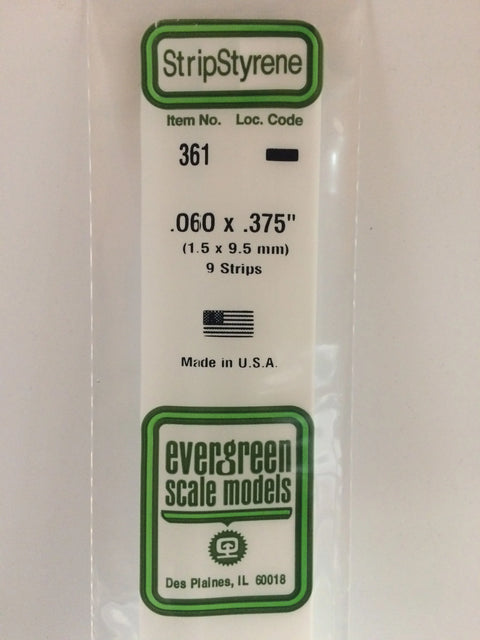 StripStyrene
Item No. Loc. Code
361
.060 x .375"
(1.5 x 9.5 mm)
9 Strips
Made in U.S.A.
evergreen
scale models
Des Plaines, IL 60018